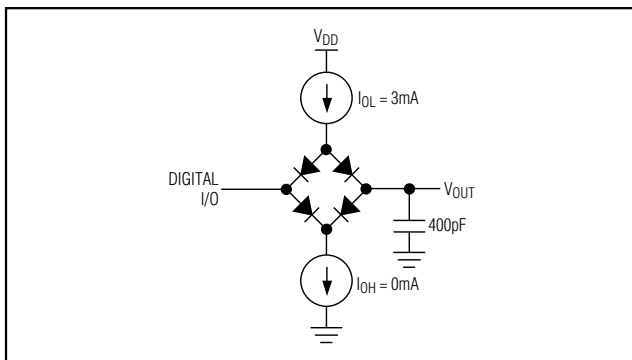 VDD
IOL = 3mA
DIGITAL
I/O
VOUT
400pF
IOH = 0mA